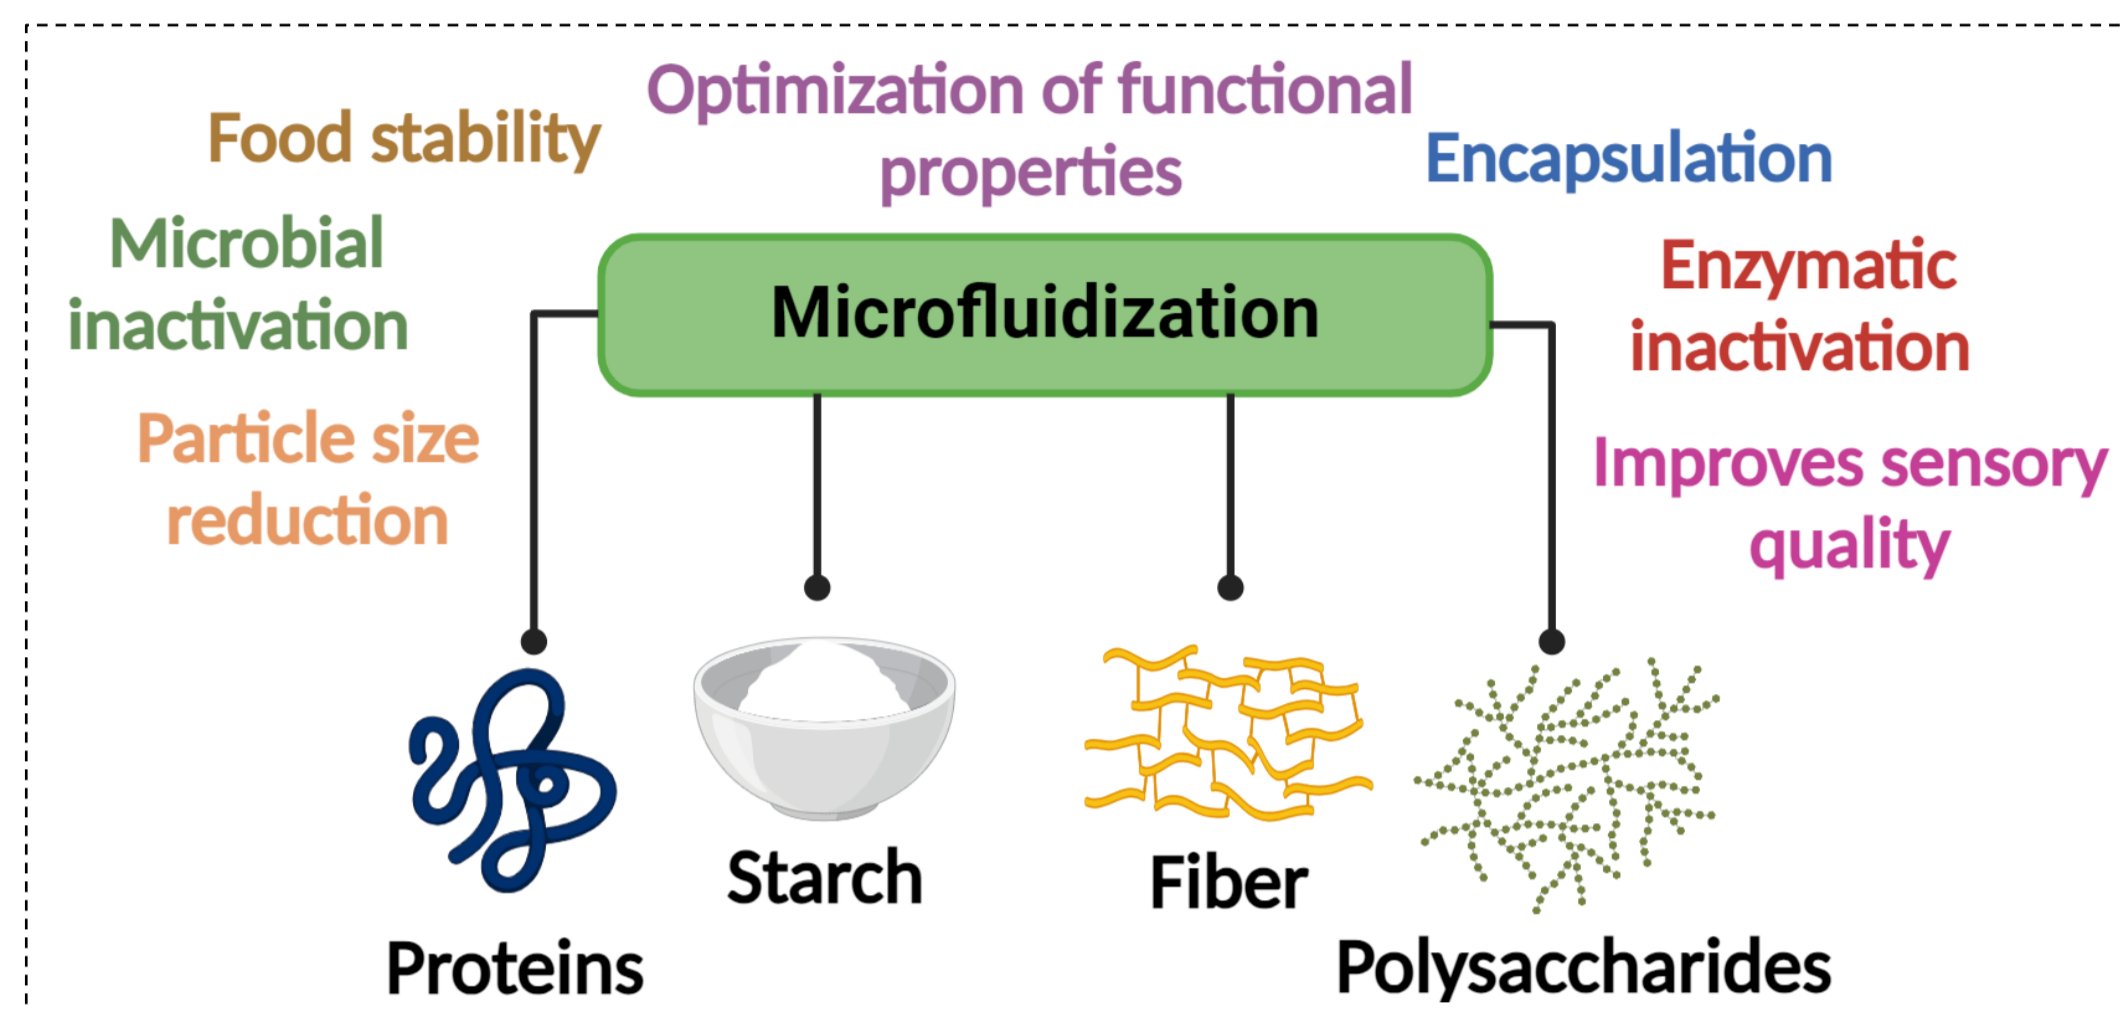 Optimization of functional
properties
Food stability
Encapsulation
Microbial
inactivation
Enzymatic
inactivation
Microfluidization
Particle size
reduction
Improves sensory
quality
Starch
Fiber
Proteins
Polysaccharides